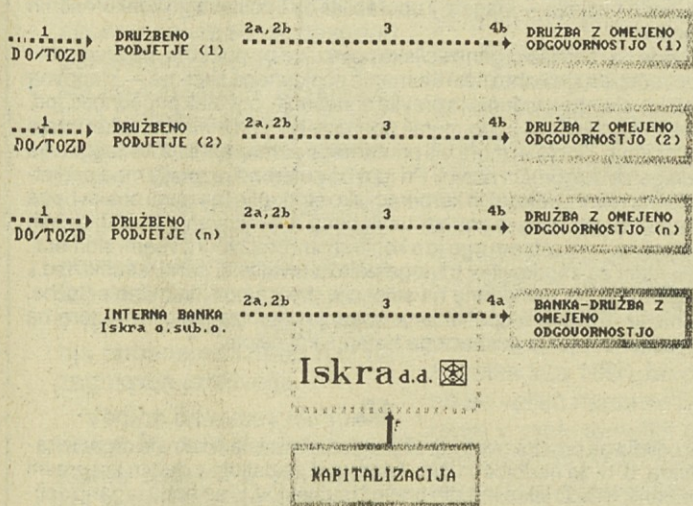 1 2a,2b 3 4b
DO/TOZD DRUŽBENO PODJETJE (1) DRUŽBA Z OMEJENO ODGOVORNOSTJO (1)
1 2a,2b 3 4b
DO/TOZD DRUŽBENO PODJETJE (2) DRUŽBA Z OMEJENO ODGOVORNOSTJO (2)
1 2a,2b 3 4b
DO/TOZD DRUŽBENO PODJETJE (n) DRUŽBA Z OMEJENO ODGOVORNOSTJO (n)
2a,2b 3 4a
INTERNA BANKA
Iskra o.sub.o.
BANKA-DRUŽBA Z
OMEJENO
ODGOVORNOSTJO
Iskra d.d.
KAPITALIZACIJA